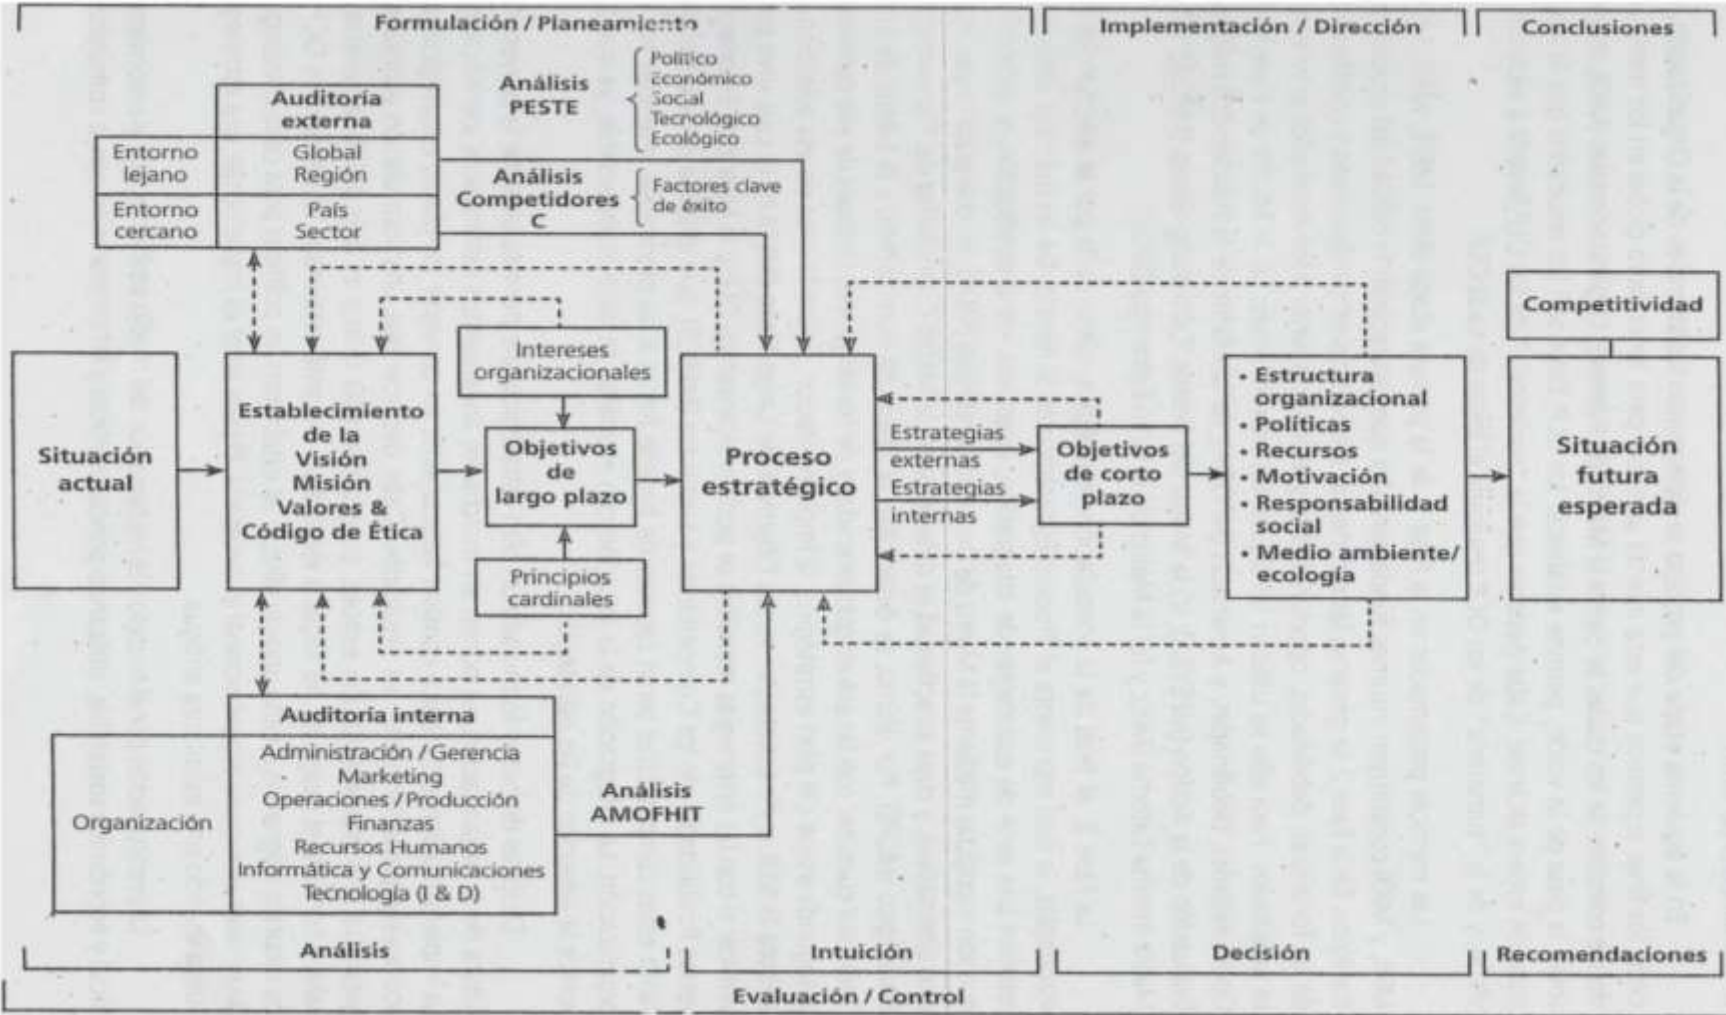 Formulación / Planeamiento
Implementación / Dirección
Conclusiones
Auditoría
externa
Entorno
lejano
Global
Región
Entorno
cercano
País
Sector
Análisis
PESTE
Político
Económico
Social
Tecnológico
Ecológico
Análisis
Competidores
C
Factores clave
de éxito
Competitividad
Situación
actual
Establecimiento
de la
Visión
Misión
Valores &
Código de Ética
Intereses
organizacionales
Objetivos
de
largo plazo
Principios
cardinales
Proceso
estratégico
Estrategias
externas
Estrategias
internas
Objetivos
de corto
plazo
• Estructura
organizacional
• Políticas
• Recursos
• Motivación
• Responsabilidad
social
• Medio ambiente/
ecología
Situación
futura
esperada
Auditoría interna
Organización
Administración / Gerencia
Marketing
Operaciones / Producción
Finanzas
Recursos Humanos
Informática y Comunicaciones
Tecnología (I & D)
Análisis
AMOFHIT
Análisis
Intuición
Decisión
Recomendaciones
Evaluación / Control